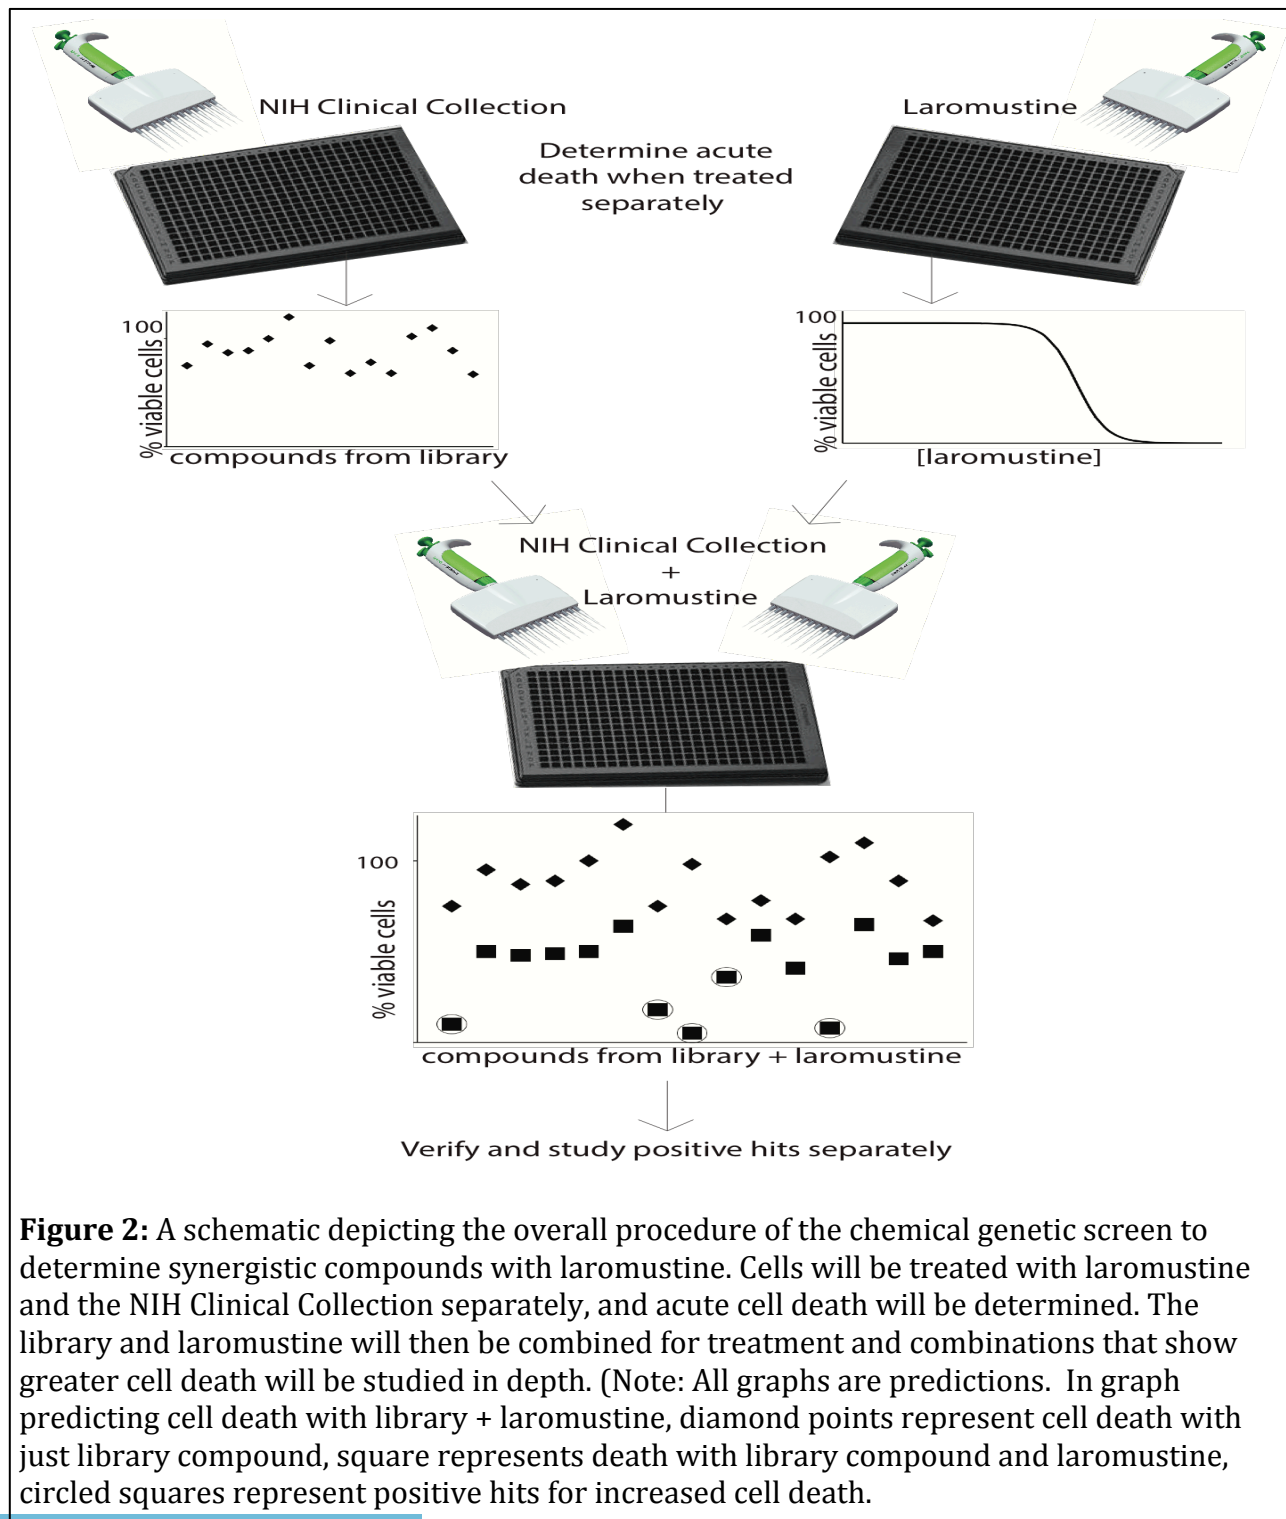 NIH Clinical Collection
Laromustine
Determine acute
death when treated
separately
100
% viable cells
compounds from library
100
% viable cells
[laromustine]
NIH Clinical Collection
+
Laromustine
100
% viable cells
compounds from library + laromustine
Verify and study positive hits separately
Figure 2: A schematic depicting the overall procedure of the chemical genetic screen to
determine synergistic compounds with laromustine. Cells will be treated with laromustine
and the NIH Clinical Collection separately, and acute cell death will be determined. The
library and laromustine will then be combined for treatment and combinations that show
greater cell death will be studied in depth. (Note: All graphs are predictions.  In graph
predicting cell death with library + laromustine, diamond points represent cell death with
just library compound, square represents death with library compound and laromustine,
circled squares represent positive hits for increased cell death.